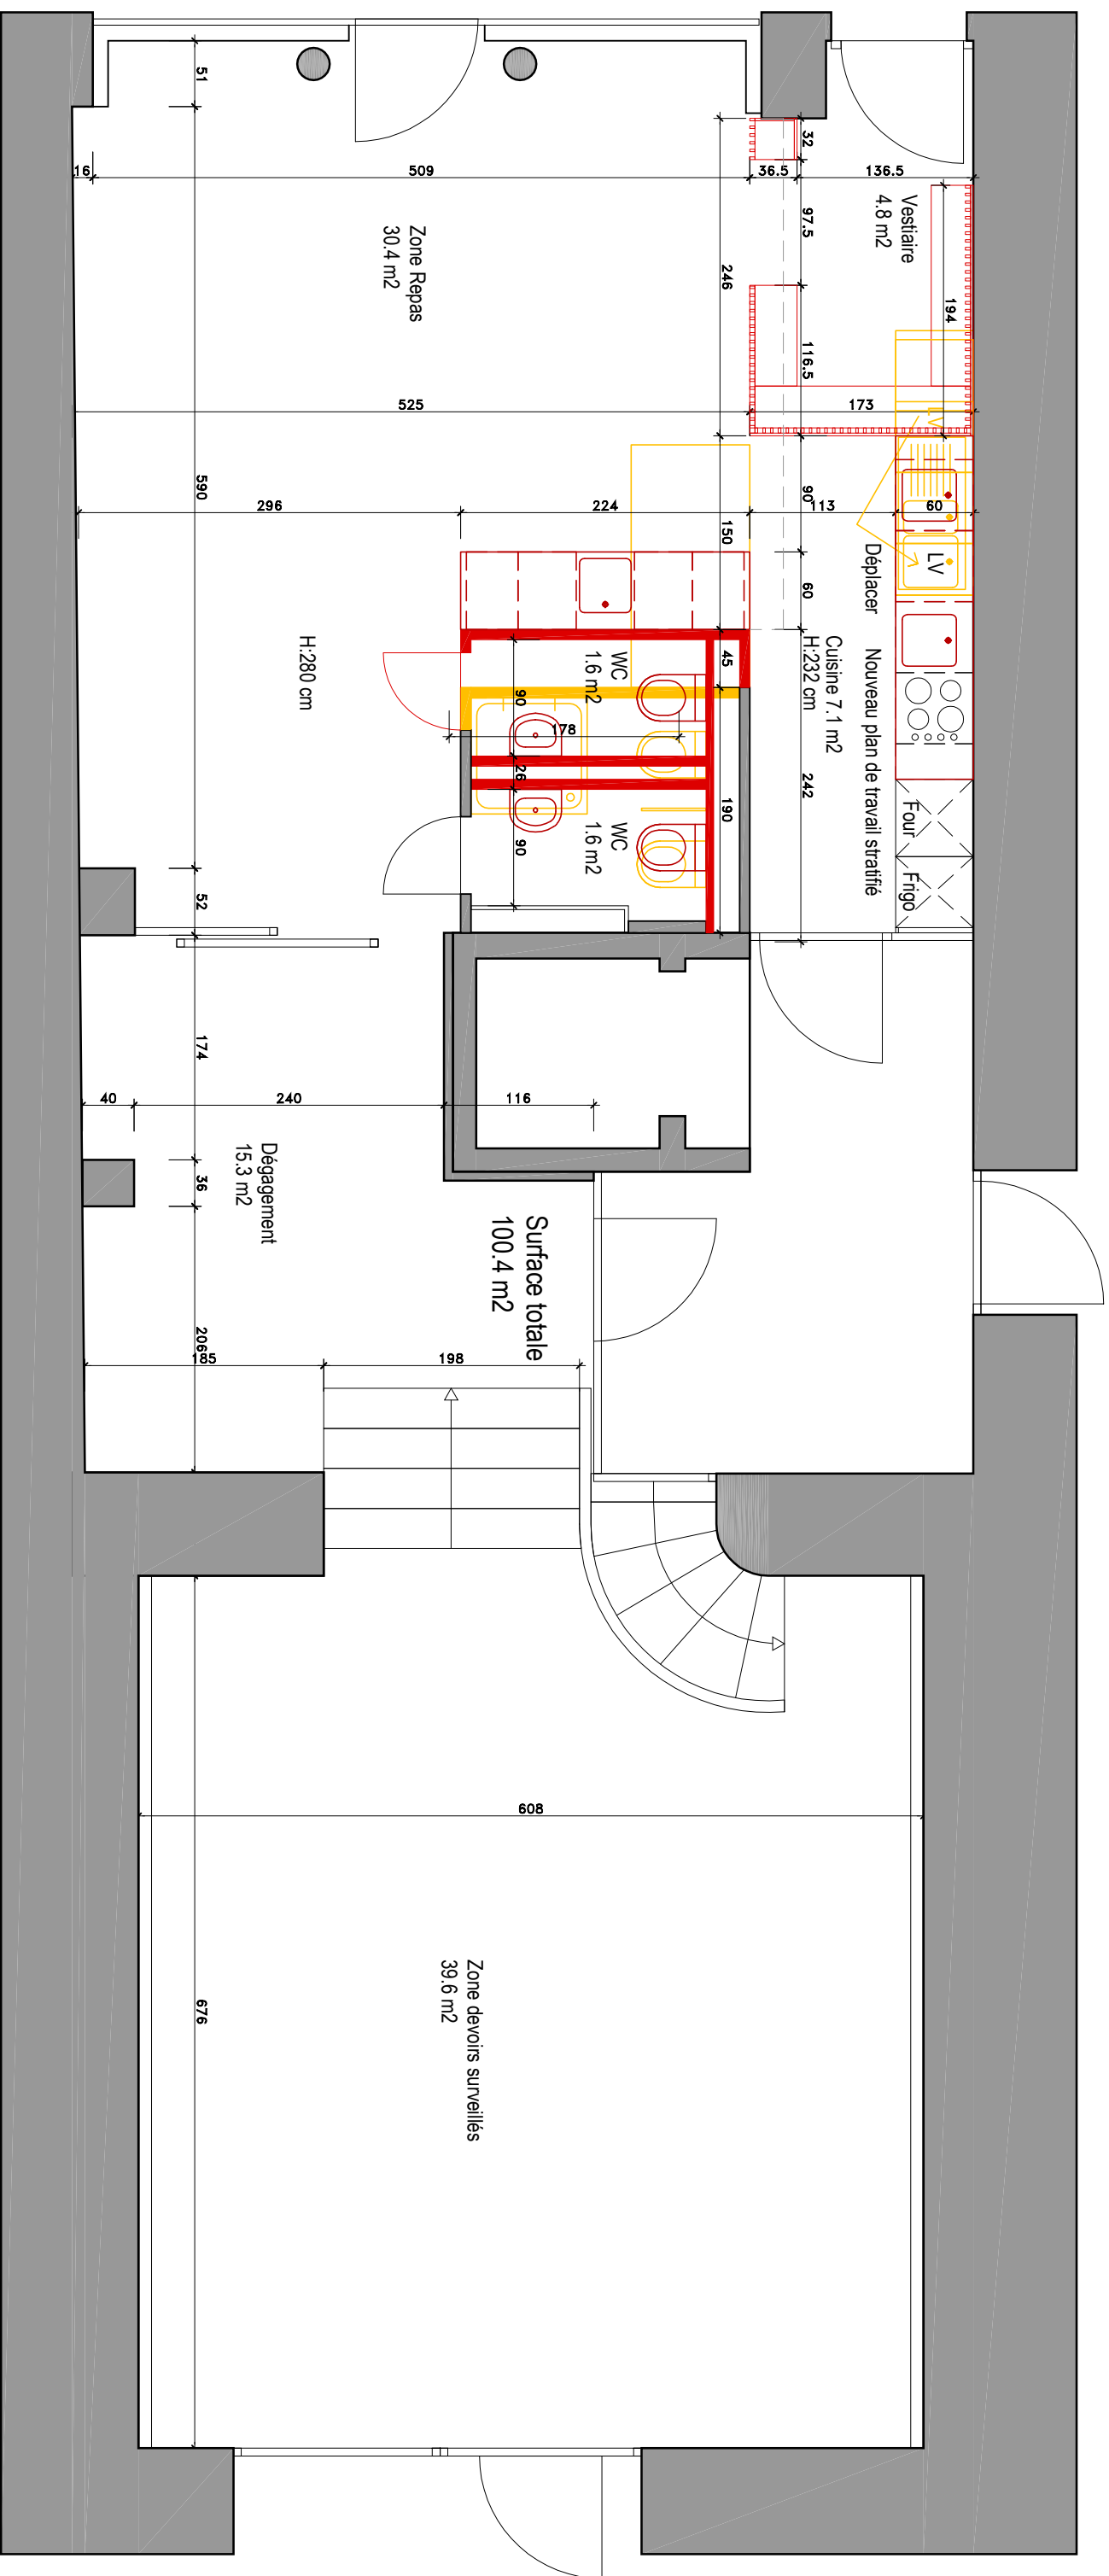 51
16
509
32
36.5
136.5
Vestiaire
4.8 m2
97.5
246
194
Zone Repas
30.4 m2
116.5
525
173
LV
590
296
224
90
113
60
150
LV
Déplacer
Nouveau plan de travail stratifié
60
Cuisine 7.1 m2
H:232 cm
H:280 cm
WC
1.6 m2
45
90
178
26
242
190
WC
1.6 m2
90
Four
Frigo
52
174
40
240
116
Dégagement
15.3 m2
36
Surface totale
100.4 m2
206
185
198
608
Zone devoirs surveillés
39.6 m2
676